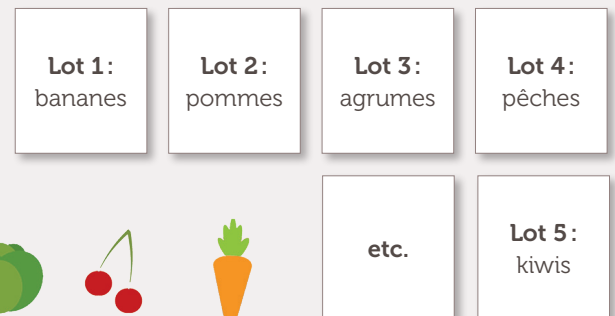 Lot 1 :
bananes
Lot 2 :
pommes
Lot 3 :
agrumes
Lot 4 :
pêches
etc.
Lot 5 :
kiwis